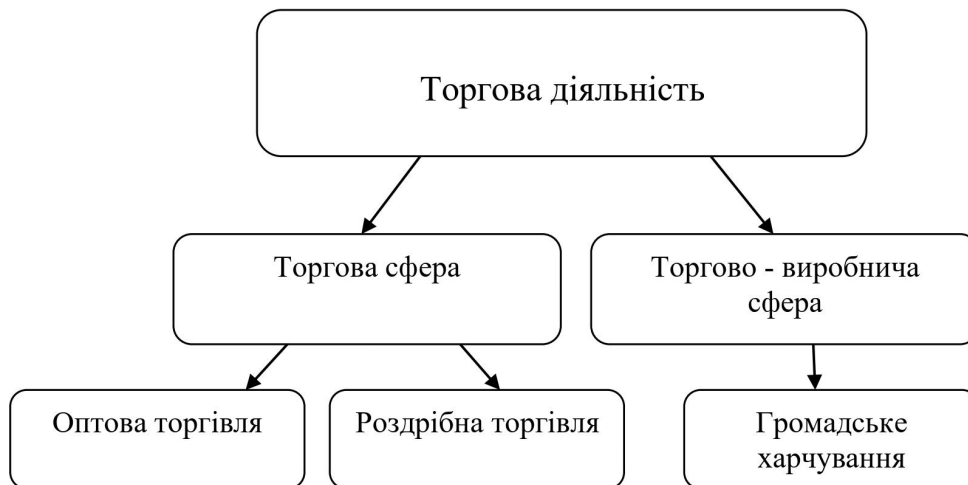 Торгова діяльність
Торгова сфера
Торгово - виробнича
сфера
Оптова торгівля
Роздрібна торгівля
Громадське
харчування